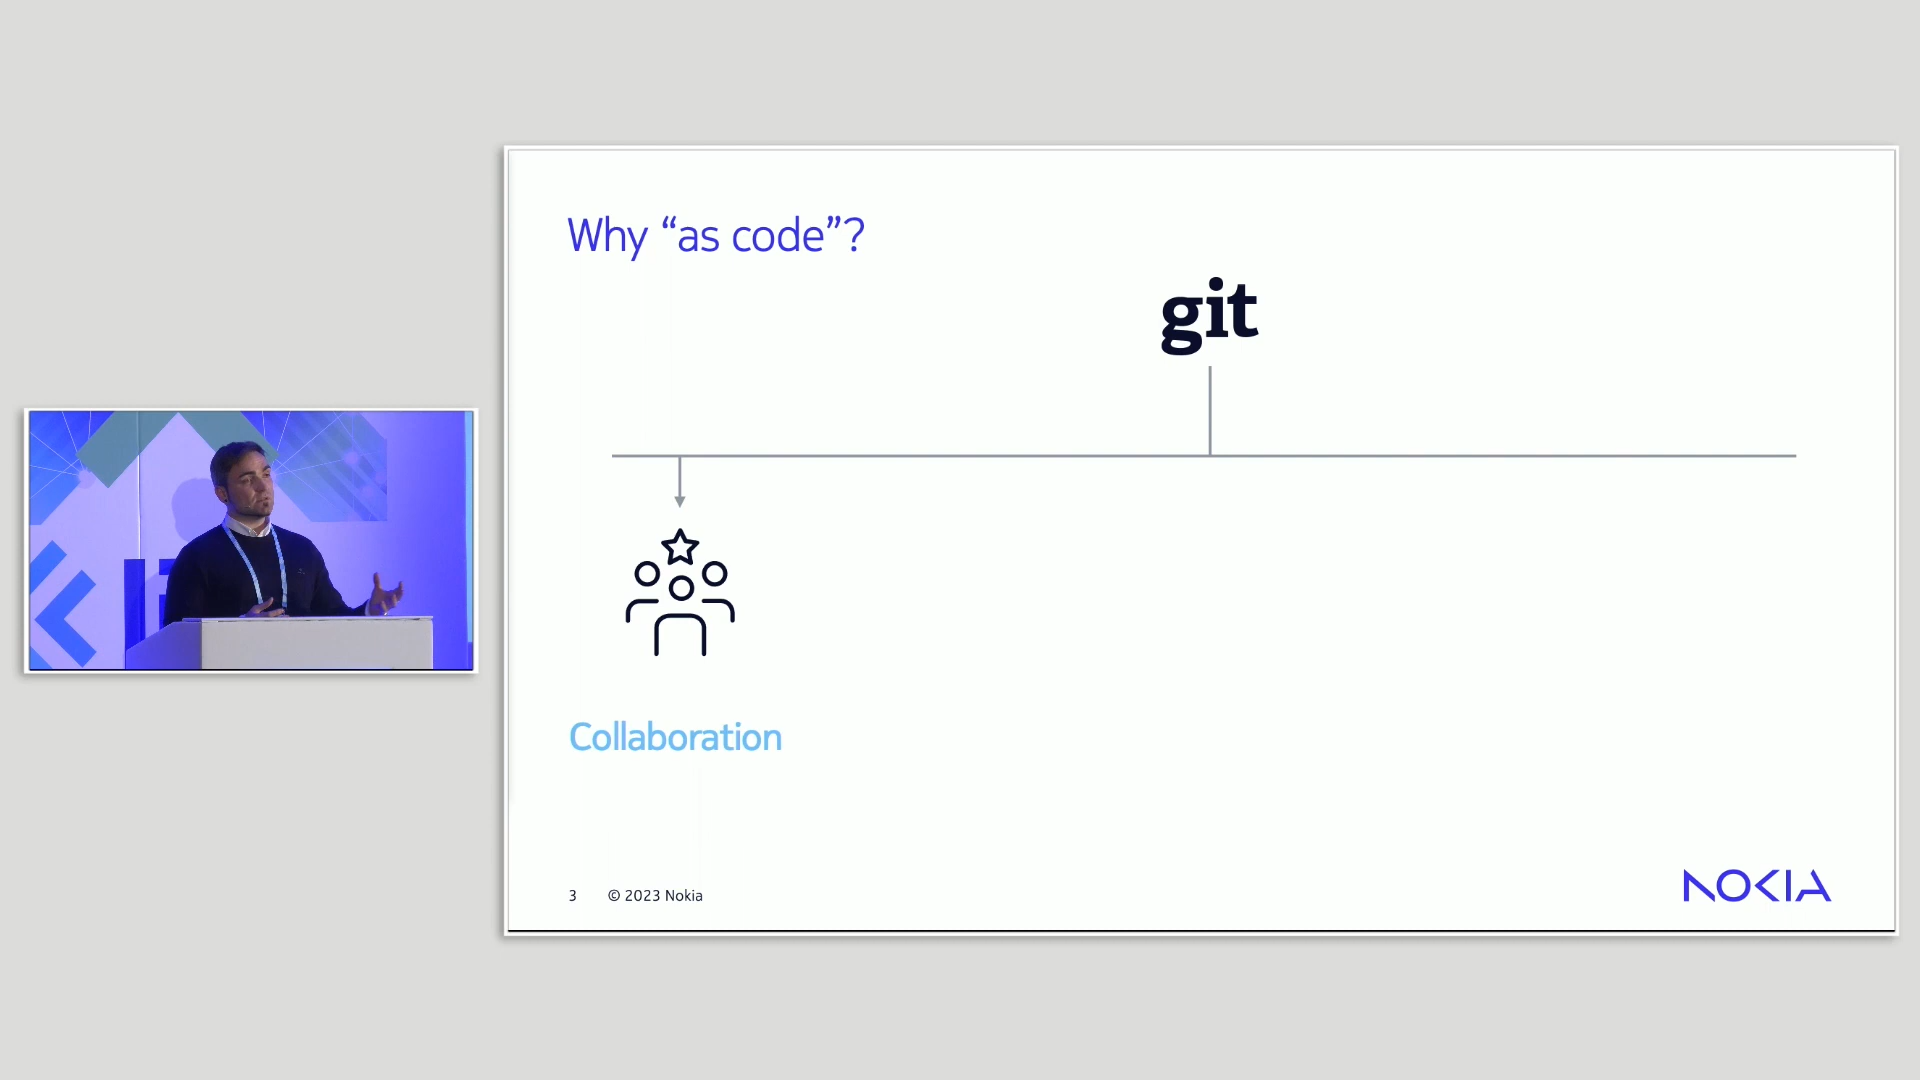 Why “as code”?
git
Collaboration
3 © 2023 Nokia
NOKIA